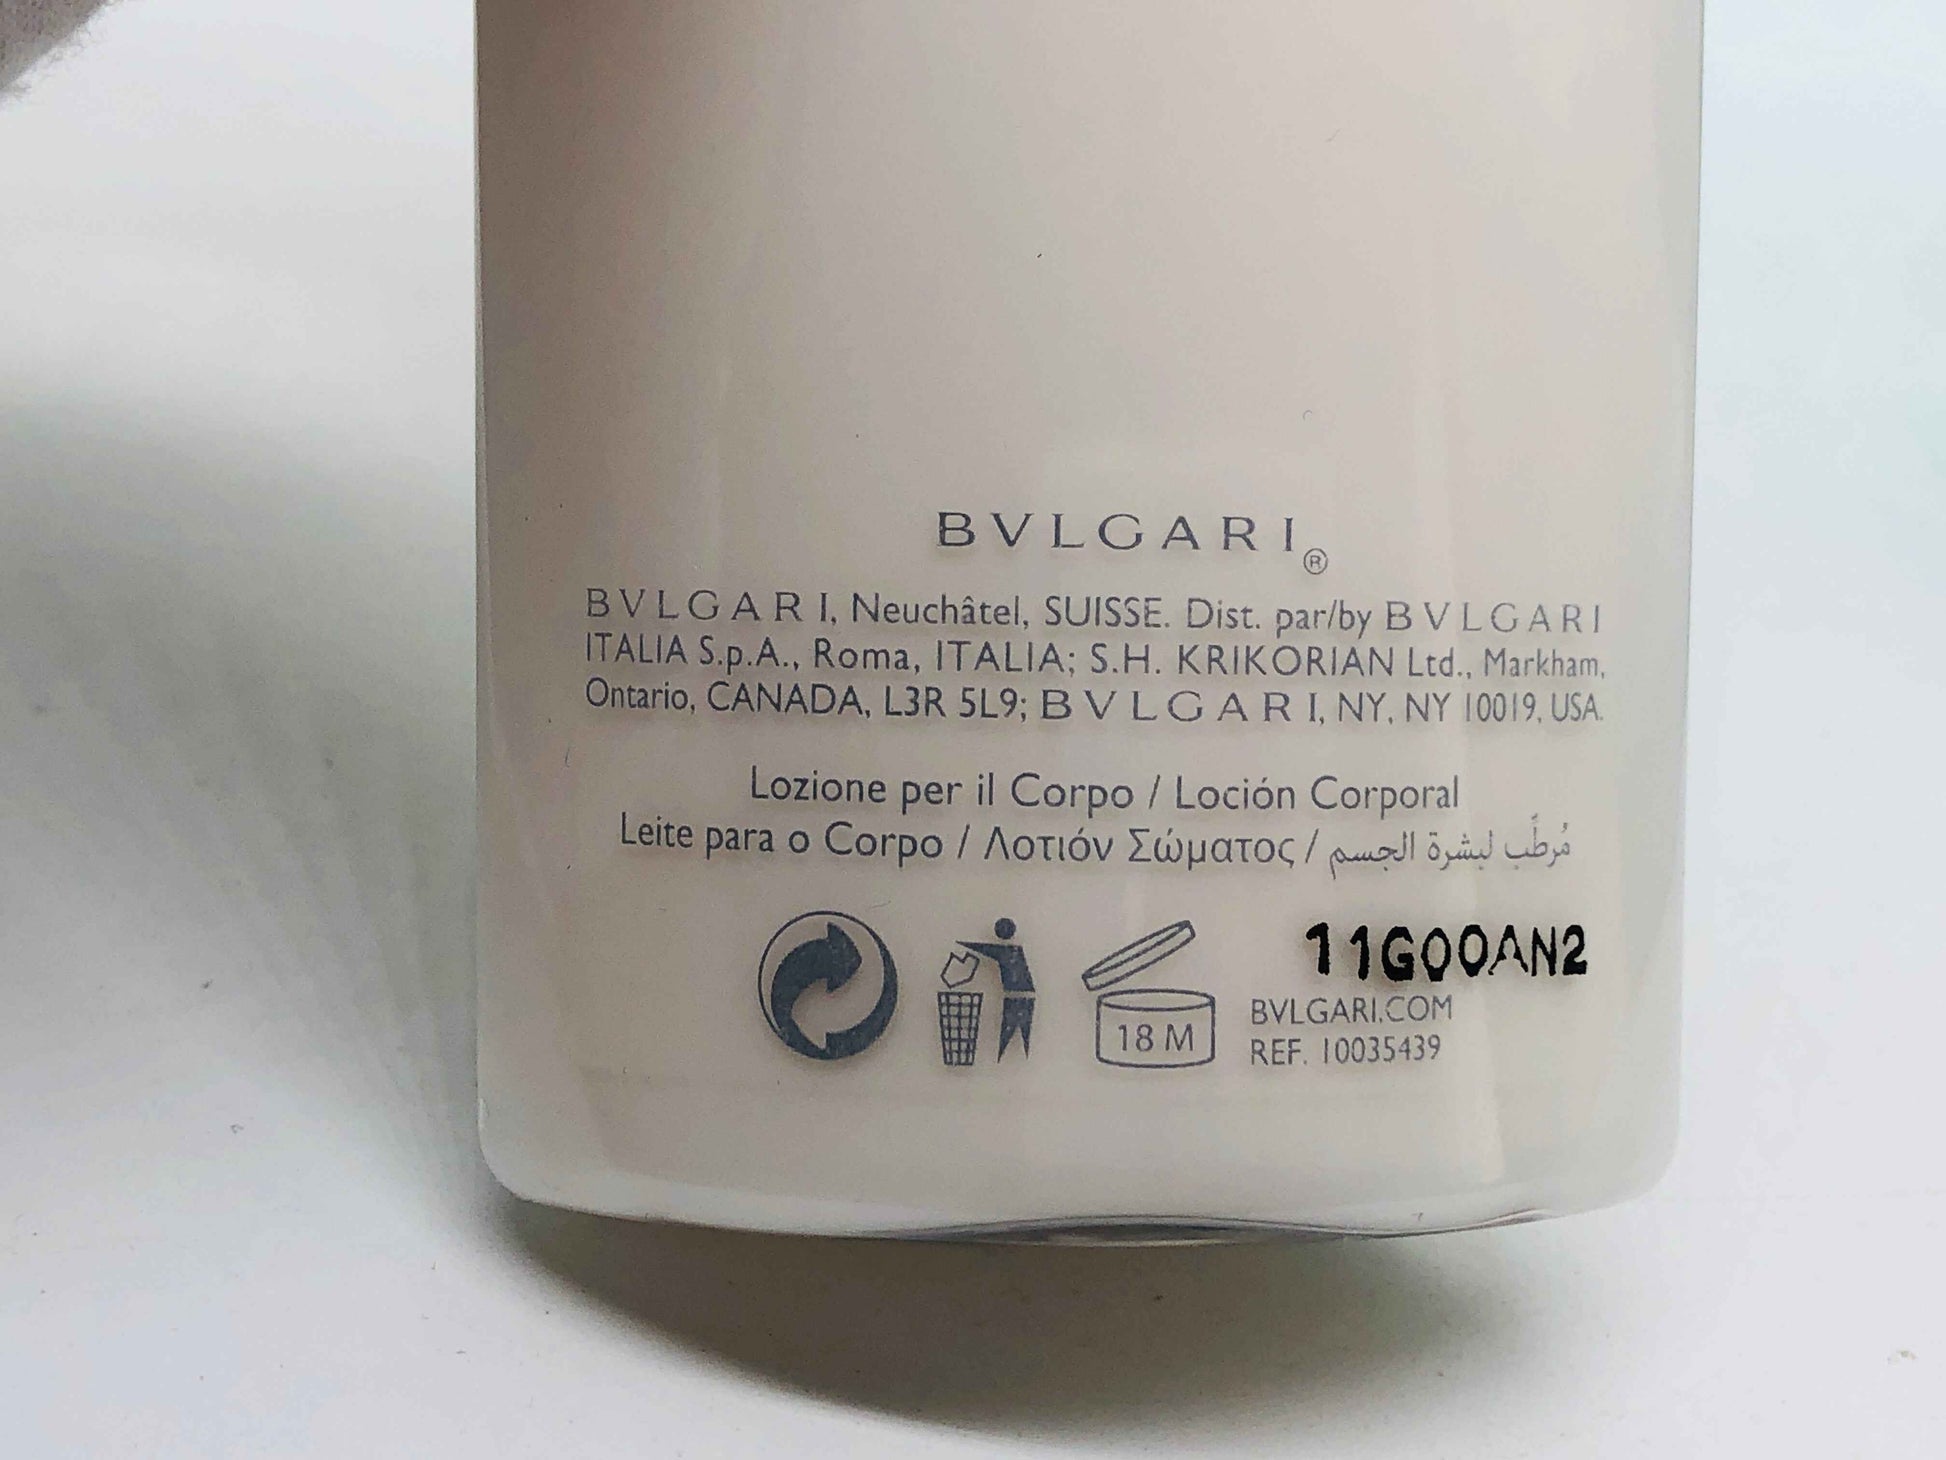 BVLGARI®
BVLGARI, Neuchâtel, SUISSE. Dist. par/by BVLGARI
ITALIA S.p.A., Roma, ITALIA; S.H. KRIKORIAN Ltd., Markham,
Ontario, CANADA, L3R 5L9; BVLGARI, NY, NY 10019, USA.
Lozione per il Corpo / Loción Corporal
Leite para o Corpo / Λοτιόν Σώματος / مُرطِّب لبشرة الجسم
11G00AN2
18 M
BVLGARI.COM
REF. 10035439